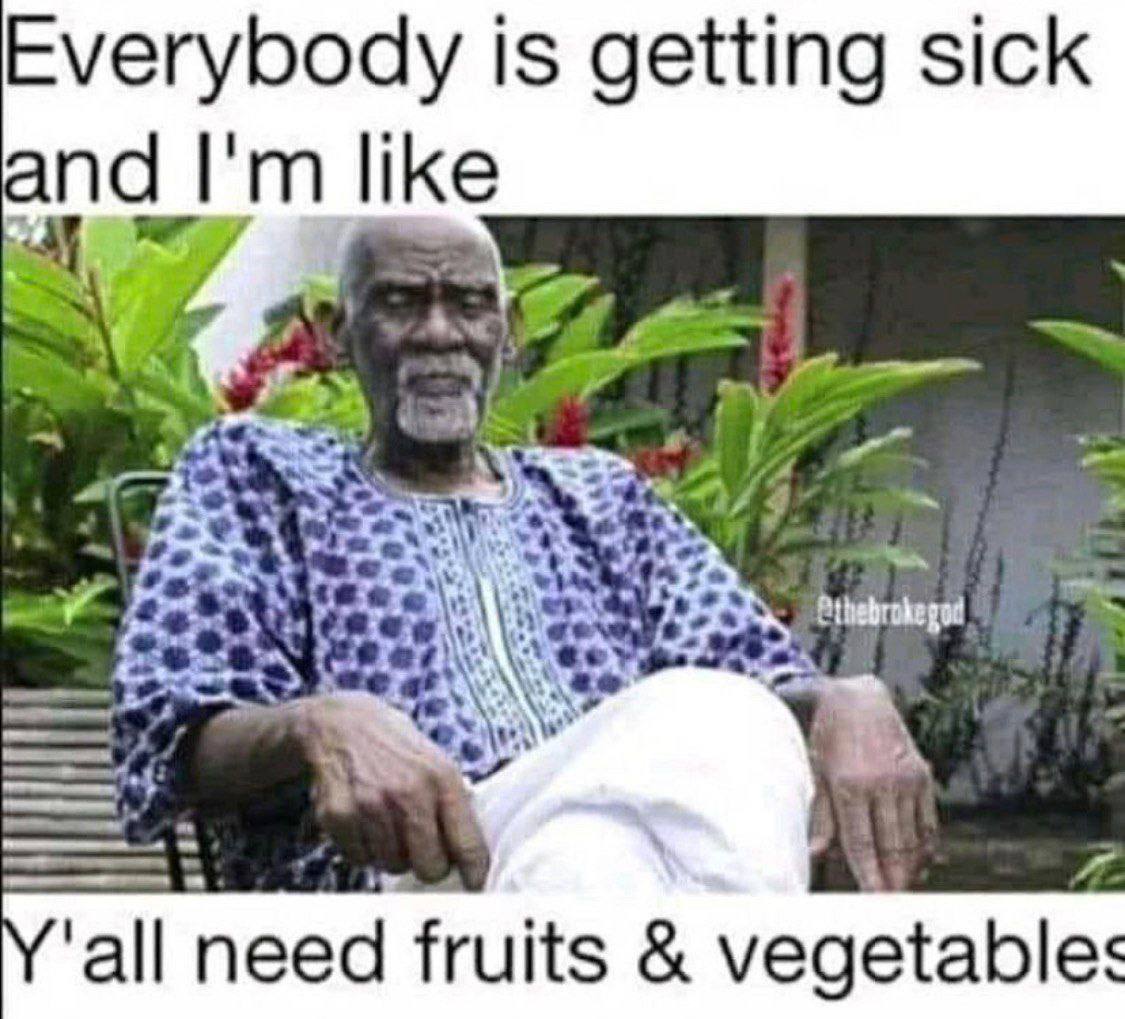 Everybody is getting sick
and I'm like
@thebrokegod
Y'all need fruits & vegetables